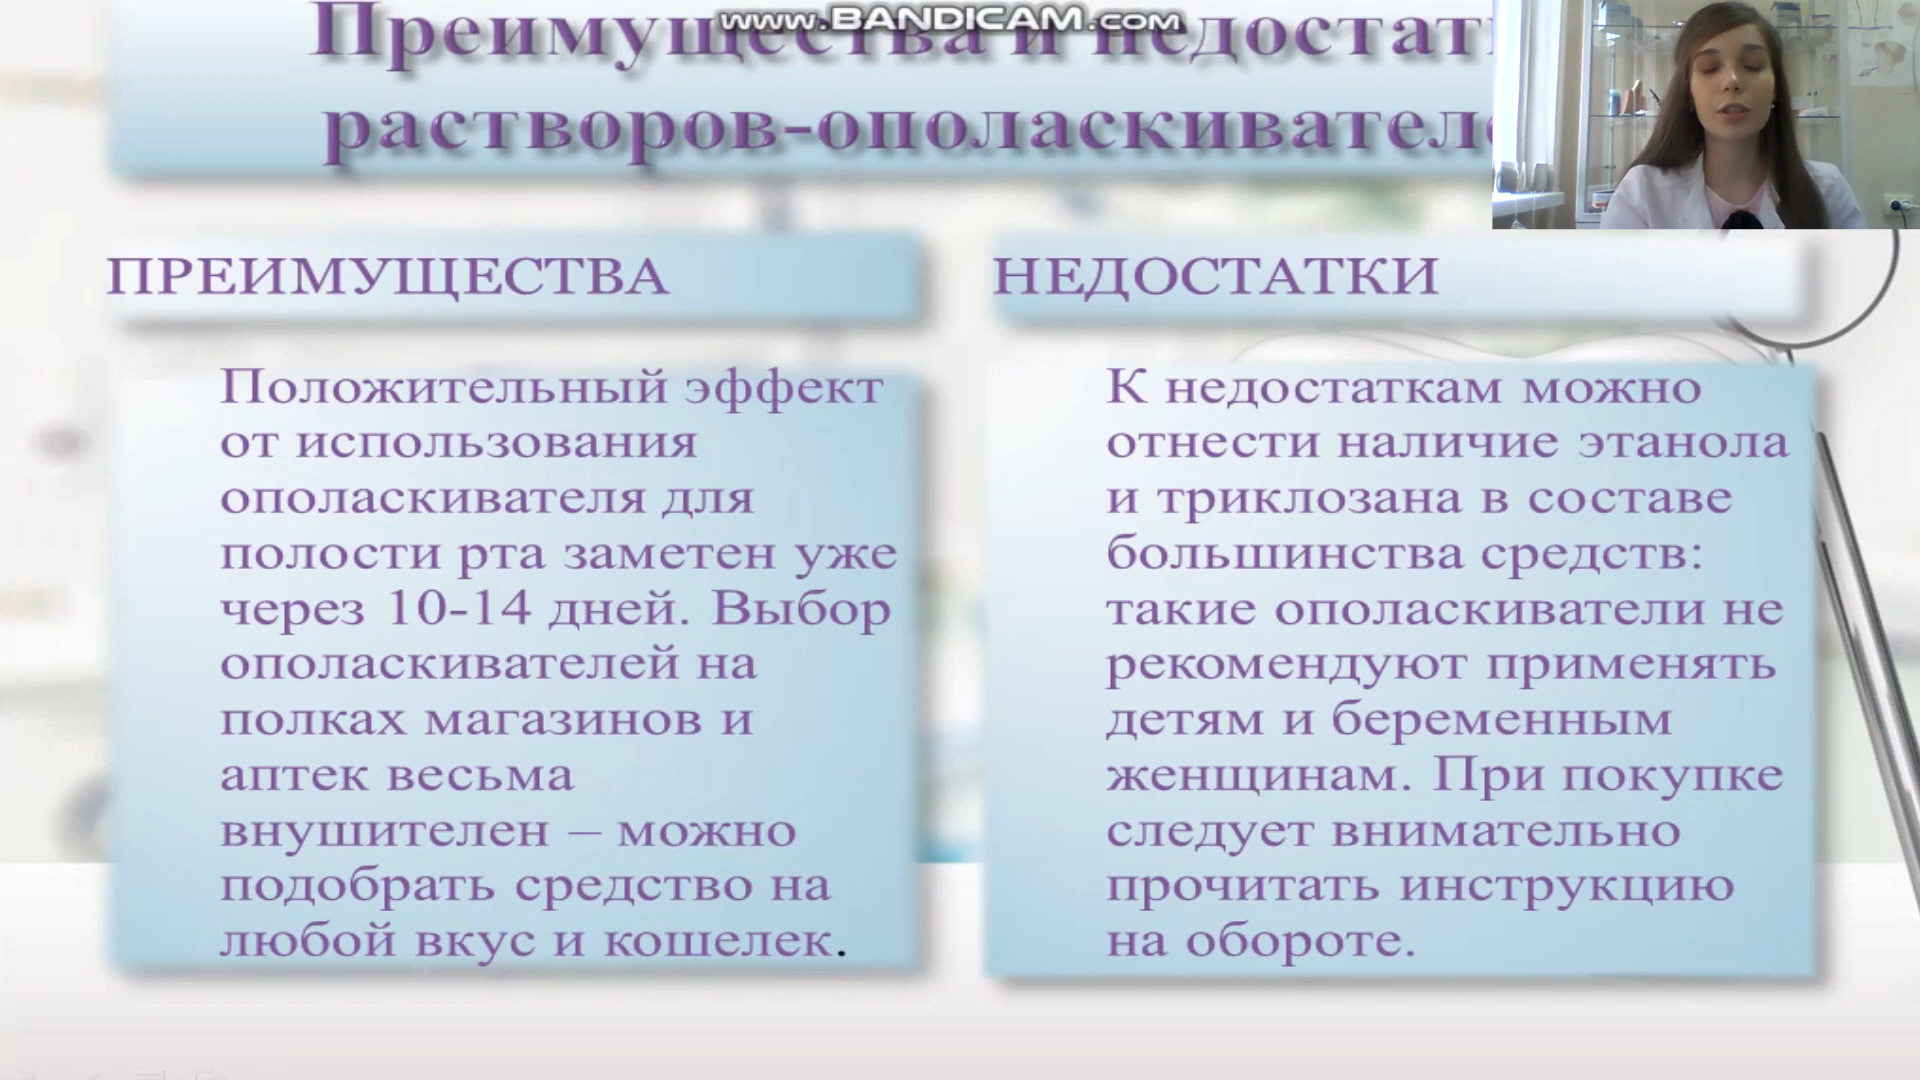 www.BANDICAM.com
Преимущества и недостат
растворов-ополаскивател
ПРЕИМУЩЕСТВА
Положительный эффект
от использования
ополаскивателя для
полости рта заметен уже
через 10-14 дней. Выбор
ополаскивателей на
полках магазинов и
аптек весьма
внушителен – можно
подобрать средство на
любой вкус и кошелек.
НЕДОСТАТКИ
К недостаткам можно
отнести наличие этанола
и триклозана в составе
большинства средств:
такие ополаскиватели не
рекомендуют применять
детям и беременным
женщинам. При покупке
следует внимательно
прочитать инструкцию
на обороте.